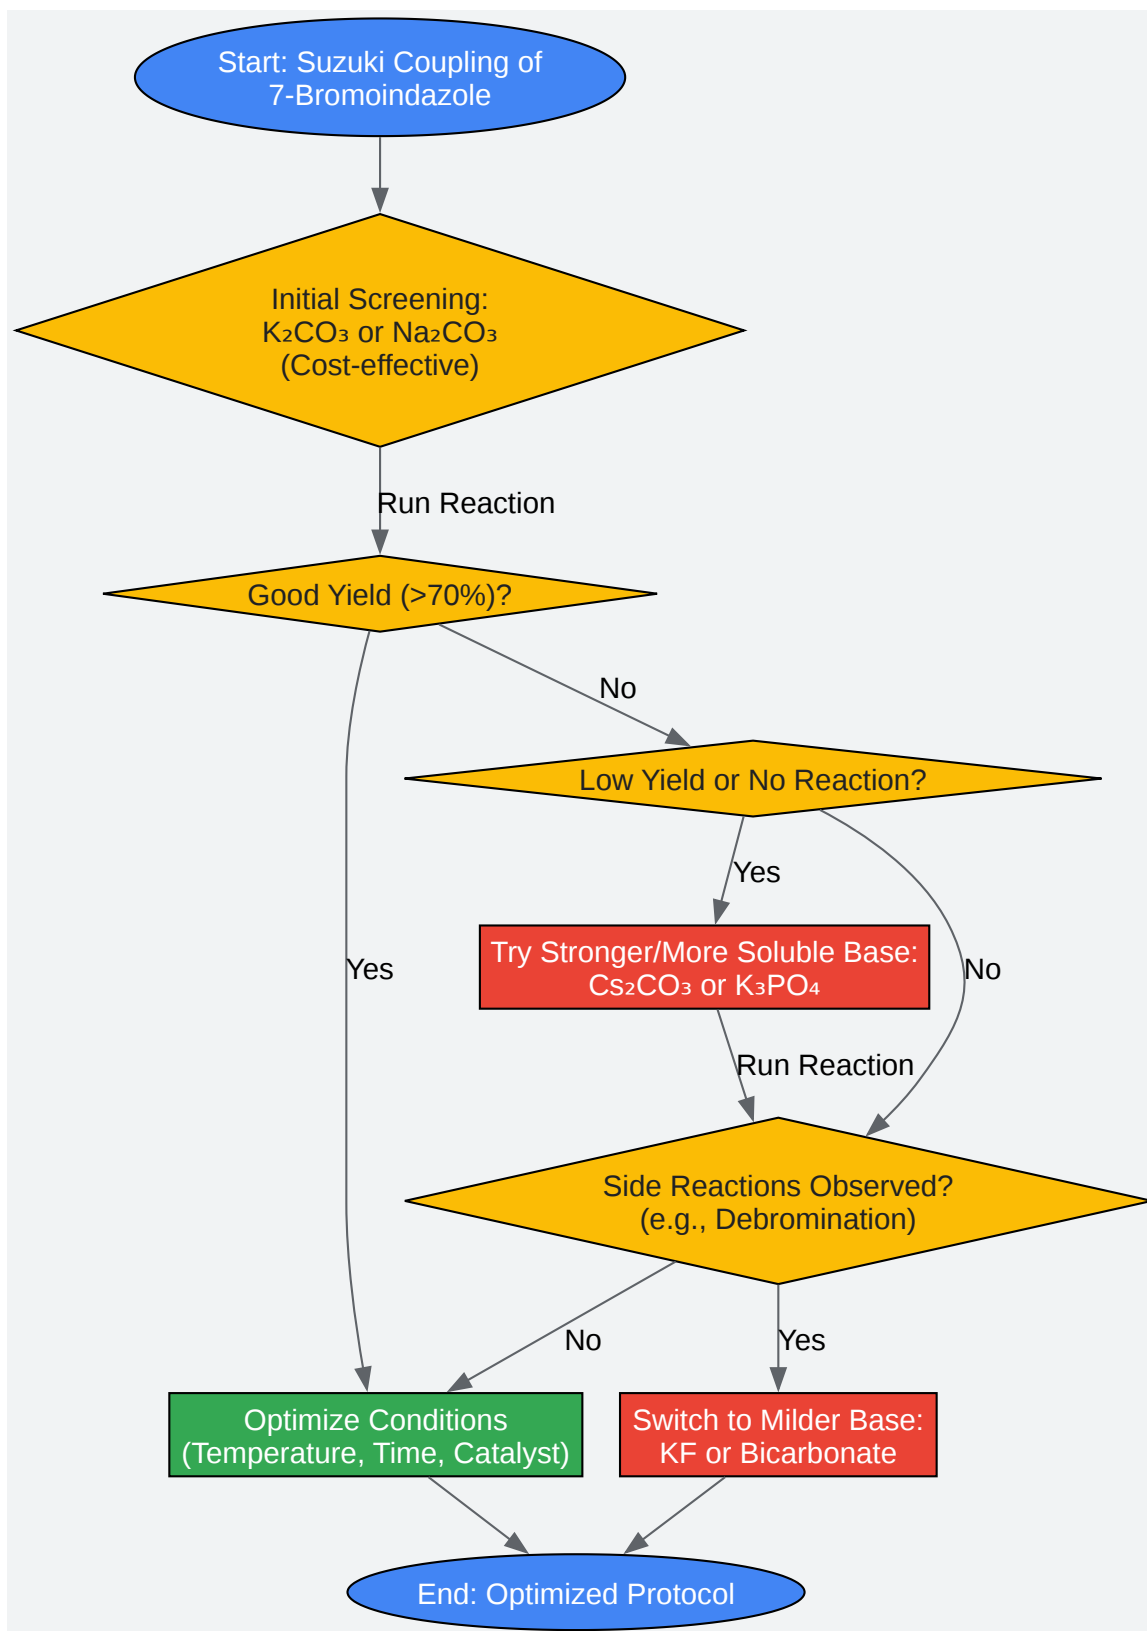 Start: Suzuki Coupling of
7-Bromoindazole
Initial Screening:
K₂CO₃ or Na₂CO₃
(Cost-effective)
Run Reaction
Good Yield (>70%)?
No
Low Yield or No Reaction?
Yes
Try Stronger/More Soluble Base:
Cs₂CO₃ or K₃PO₄
Yes
No
Run Reaction
Side Reactions Observed?
(e.g., Debromination)
No
Yes
Optimize Conditions
(Temperature, Time, Catalyst)
Switch to Milder Base:
KF or Bicarbonate
End: Optimized Protocol